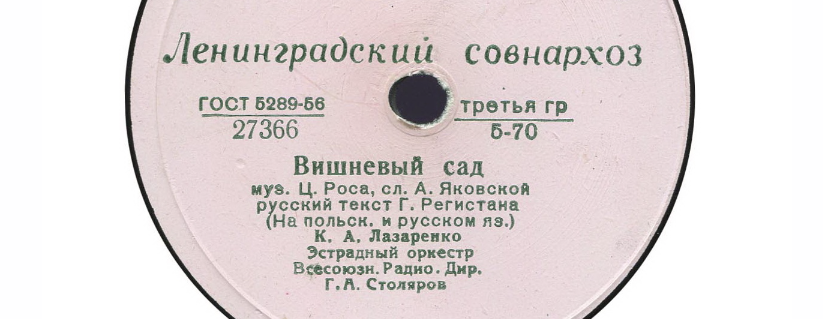 Ленинградский совнархоз
ГОСТ 5289-56 третья гр
27366 5-70
Вишневый сад
муз. Ц. Роса, сл. А. Яковской
русский текст Г. Регистана
(На польск. и русском яз.)
К. А. Лазаренко
Эстрадный оркестр
Всесоюзн. Радио. Дир.
Г. А. Столяров